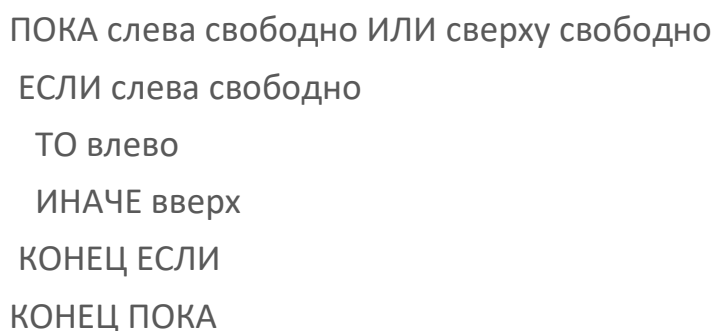 ПОКА слева свободно ИЛИ сверху свободно
ЕСЛИ слева свободно
ТО влево
ИНАЧЕ вверх
КОНЕЦ ЕСЛИ
КОНЕЦ ПОКА